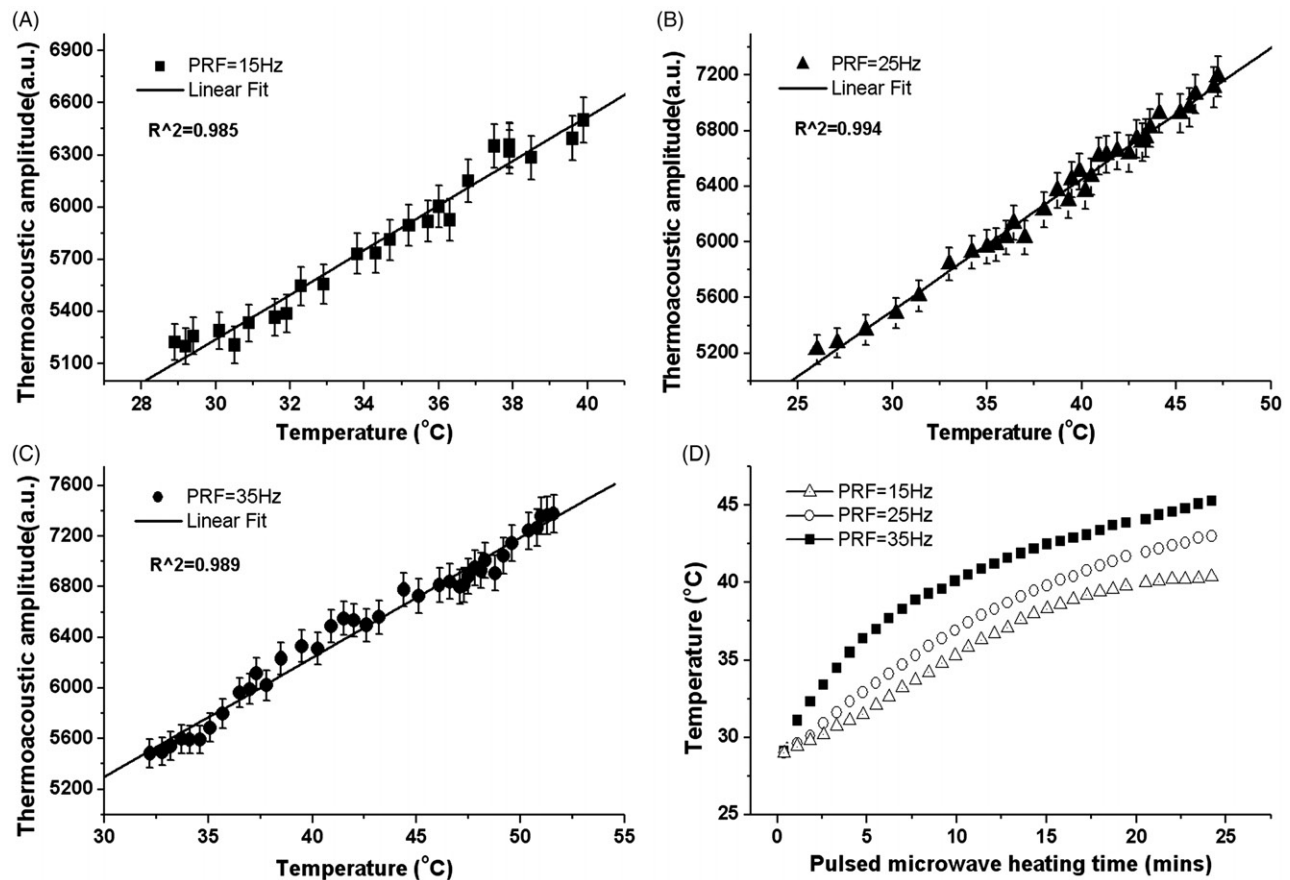 (A)
Thermoacoustic amplitude(a.u.)
6900
6600
6300
6000
5700
5400
5100
PRF=15Hz
Linear Fit
R^2=0.985
28 30 32 34 36 38 40
Temperature (°C)
(B)
Thermoacoustic amplitude(a.u.)
7200
6800
6400
6000
5600
5200
PRF=25Hz
Linear Fit
R^2=0.994
25 30 35 40 45 50
Temperature (°C)
(C)
Thermoacoustic amplitude(a.u.)
7600
7200
6800
6400
6000
5600
5200
PRF=35Hz
Linear Fit
R^2=0.989
30 35 40 45 50 55
Temperature (°C)
(D)
Temperature (°C)
45
40
35
30
25
PRF=15Hz
PRF=25Hz
PRF=35Hz
0 5 10 15 20 25
Pulsed microwave heating time (mins)